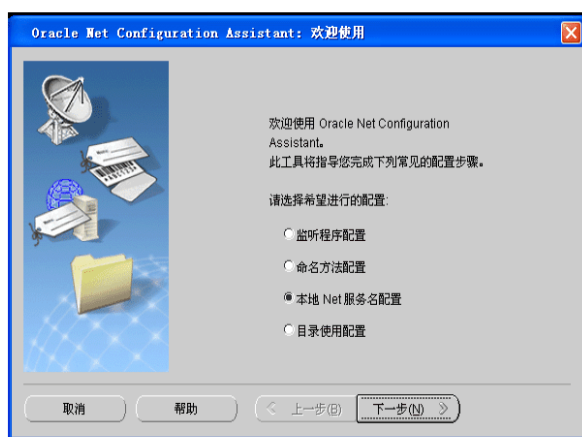 Oracle Net Configuration Assistant: 欢迎使用
欢迎使用 Oracle Net Configuration
Assistant。
此工具将指导您完成下列常见的配置步骤。
请选择希望进行的配置:
监听程序配置
命名方法配置
本地 Net 服务名配置
目录使用配置
取消
帮助
上一步(B)
下一步(N)